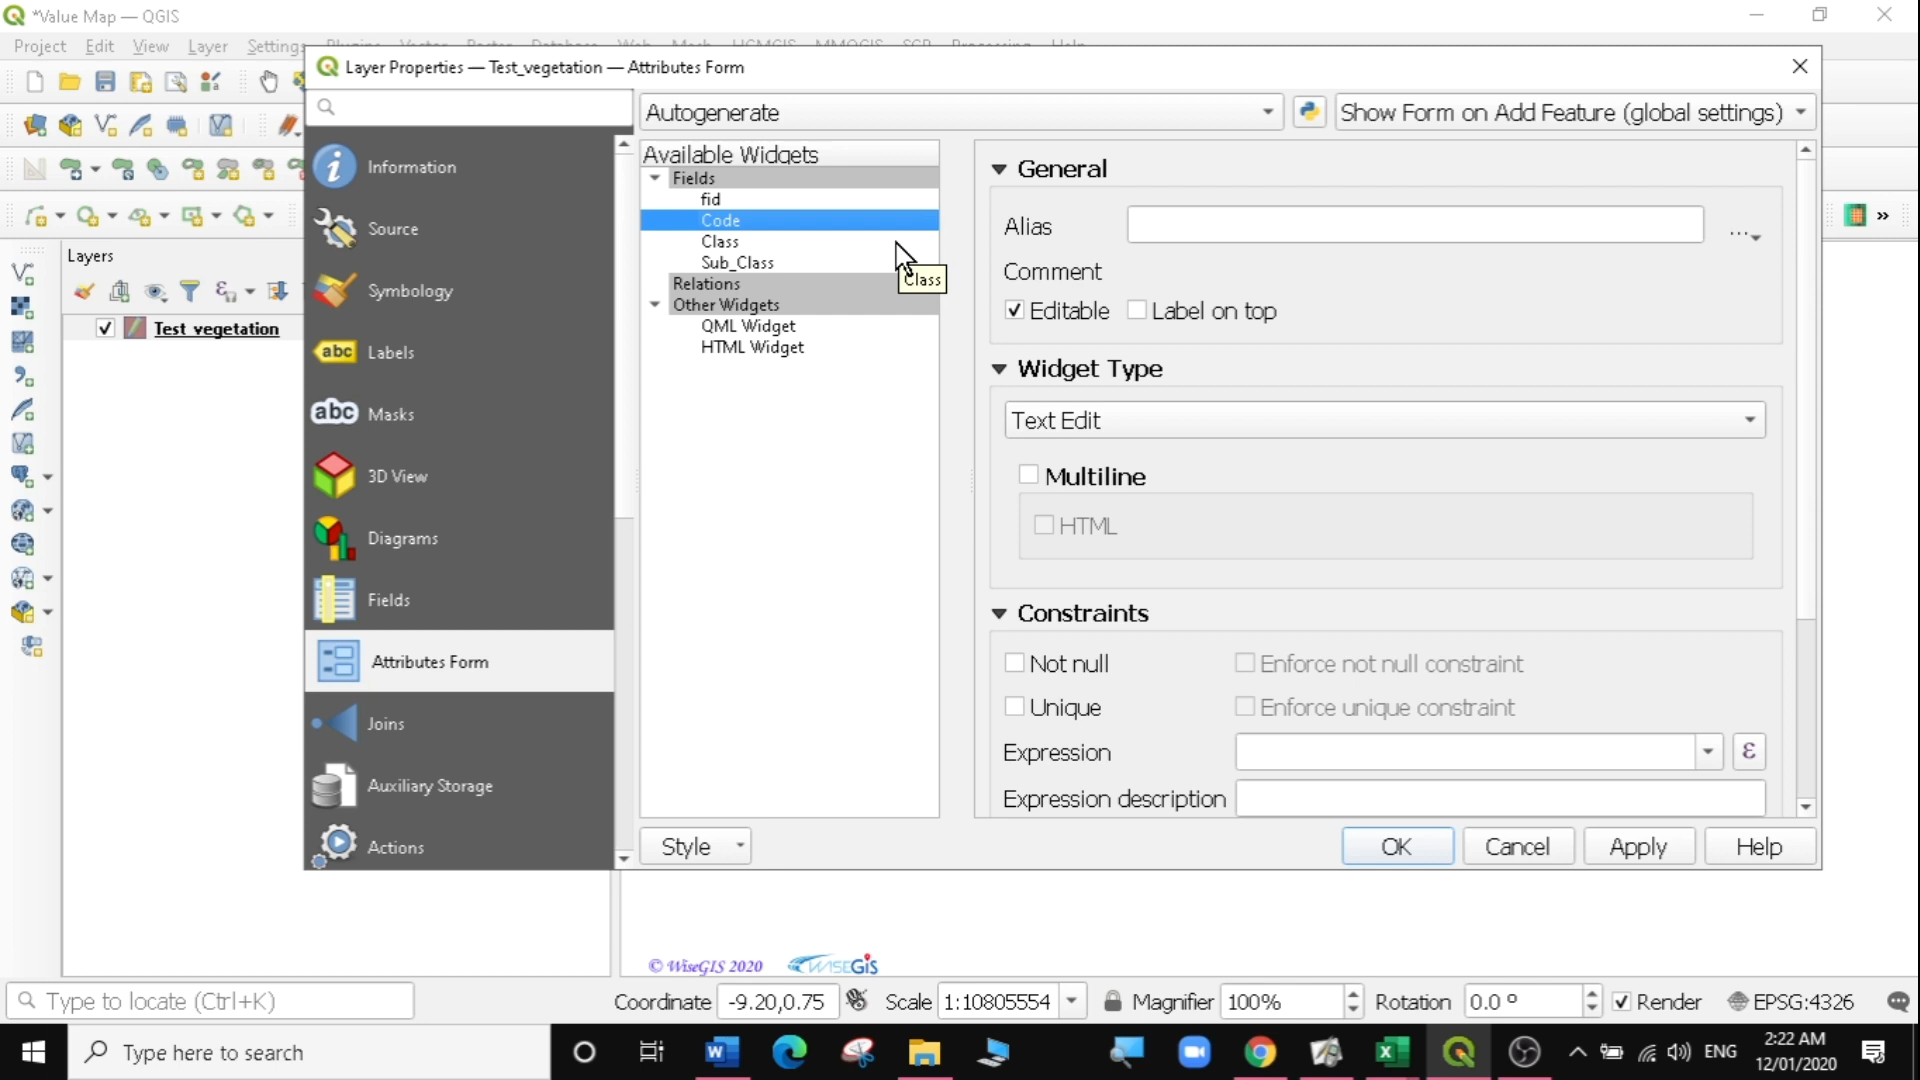 *Value Map — QGIS
Project Edit View Layer Settings
Layer Properties — Test_vegetation — Attributes Form
Autogenerate
Show Form on Add Feature (global settings)
Information
Source
Symbology
abc Labels
abc Masks
3D View
Diagrams
Fields
Attributes Form
Joins
Auxiliary Storage
Actions
Layers
Test_vegetation
Available Widgets
Fields
fid
Code
Class
Sub_Class
Relations
Other Widgets
QML Widget
HTML Widget
Class
General
Alias
...
Comment
Editable Label on top
Widget Type
Text Edit
Multiline
HTML
Constraints
Not null Enforce not null constraint
Unique Enforce unique constraint
Expression ε
Expression description
Style OK Cancel Apply Help
© WiseGIS 2020 WISEGIS
Type to locate (Ctrl+K) Coordinate -9.20,0.75 Scale 1:10805554 Magnifier 100% Rotation 0.0 ° Render EPSG:4326
Type here to search ENG 2:22 AM
12/01/2020